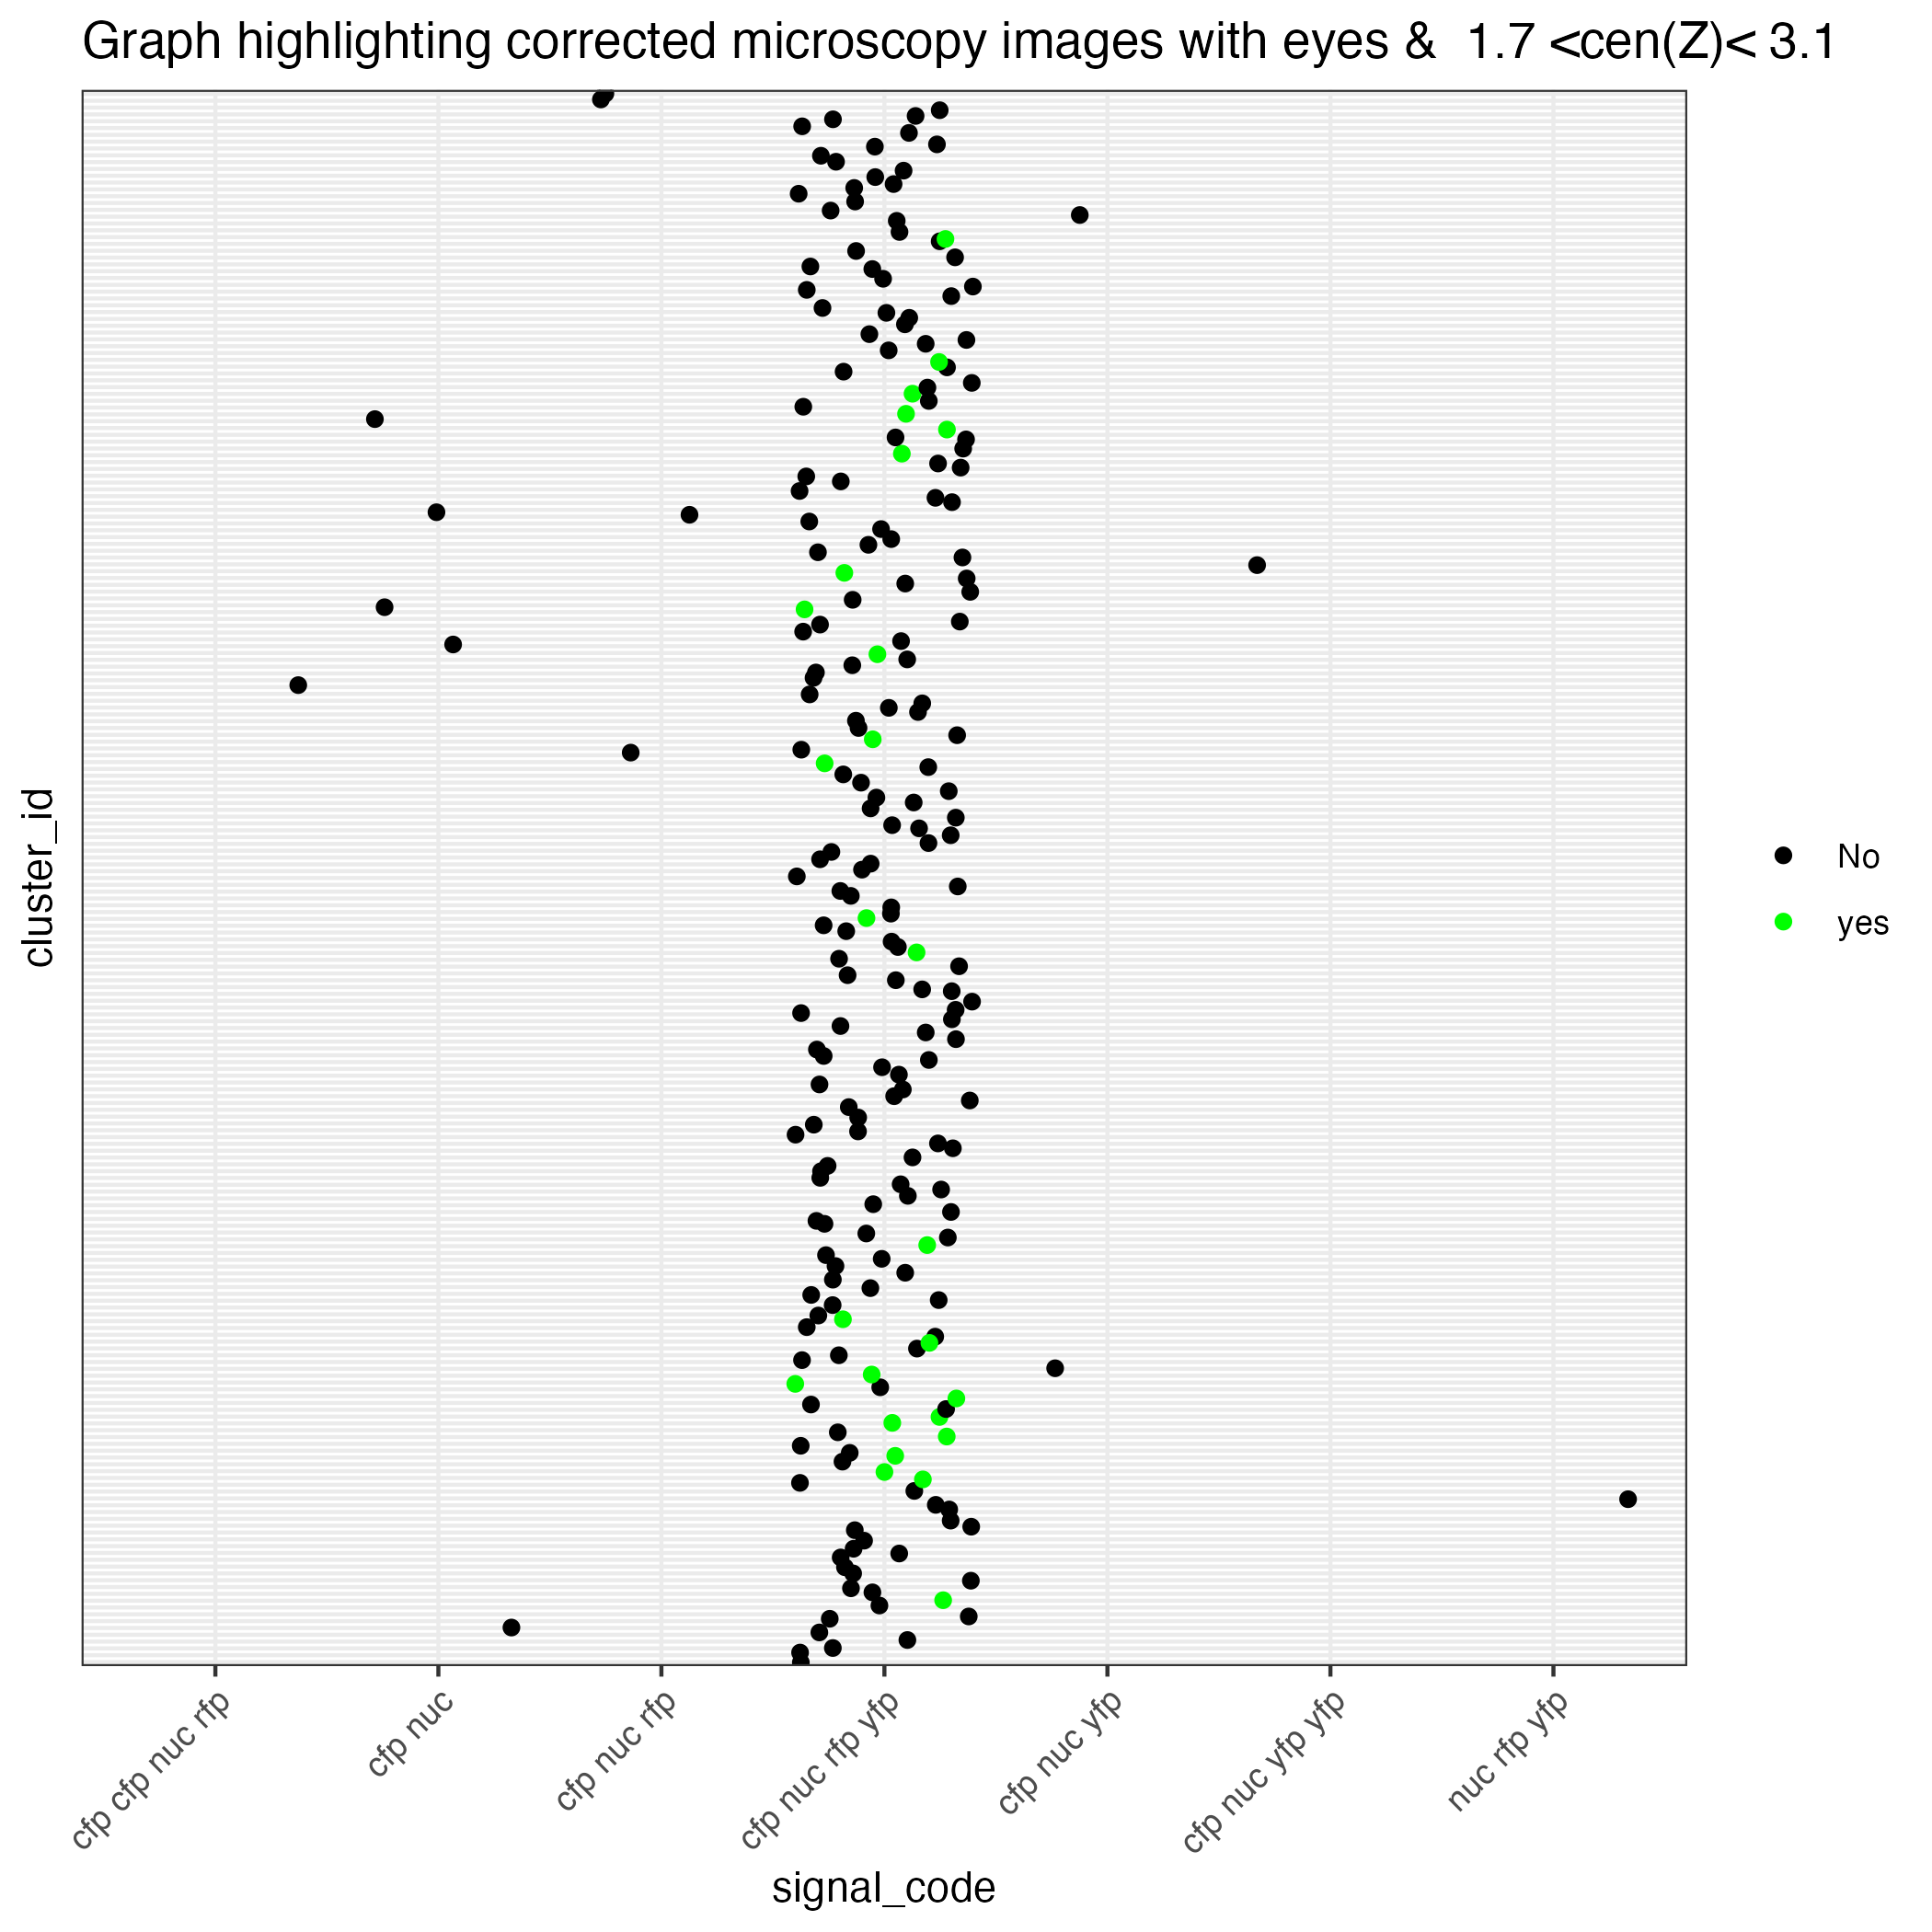 Graph highlighting corrected microscopy images with eyes &  1.7 <cen(Z)< 3.1
cluster_id
No
yes
cfp cfp nuc rfp
cfp nuc
cfp nuc rfp
cfp nuc rfp yfp
cfp nuc yfp
cfp nuc yfp yfp
nuc rfp yfp
signal_code